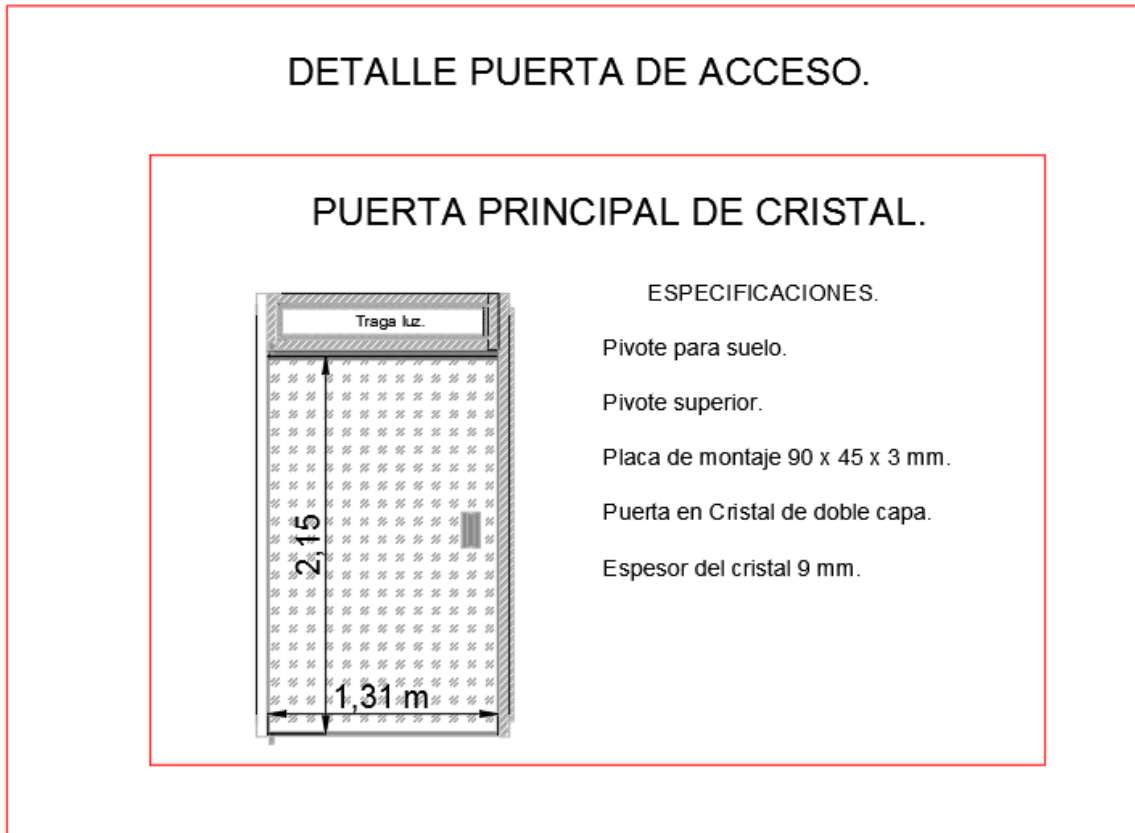 DETALLE PUERTA DE ACCESO.
PUERTA PRINCIPAL DE CRISTAL.
ESPECIFICACIONES.
Traga luz.
Pivote para suelo.
Pivote superior.
Placa de montaje 90 x 45 x 3 mm.
Puerta en Cristal de doble capa.
Espesor del cristal 9 mm.
2,15
1,31 m